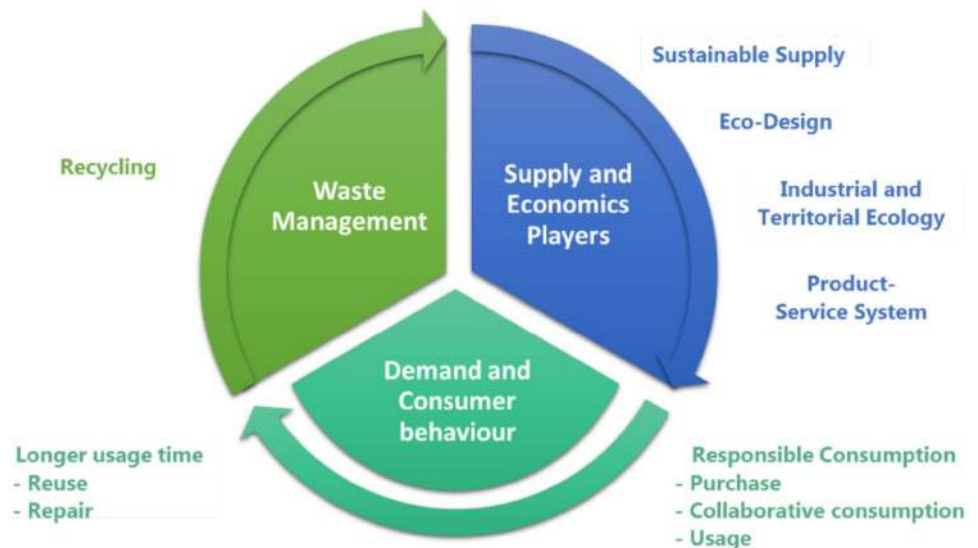 Sustainable Supply
Eco-Design
Industrial and
Territorial Ecology
Product-
Service System
Supply and
Economics
Players
Recycling
Waste
Management
Demand and
Consumer
behaviour
Longer usage time
- Reuse
- Repair
Responsible Consumption
- Purchase
- Collaborative consumption
- Usage